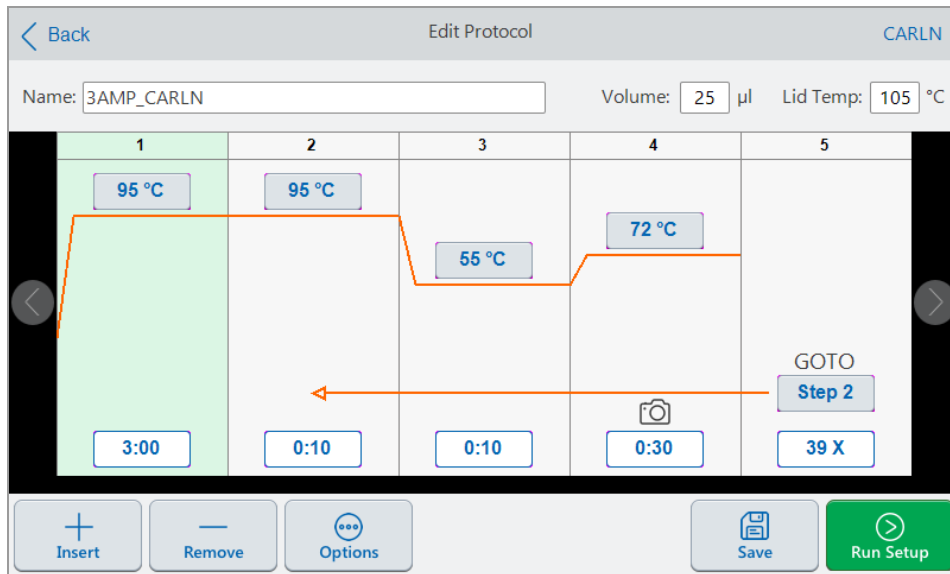 Back Edit Protocol CARLN
Name: 3AMP_CARLN Volume: 25 µl Lid Temp: 105 °C
1 2 3 4 5
95 °C 95 °C
72 °C
55 °C
GOTO
Step 2
3:00 0:10 0:10 0:30 39 X
Insert Remove Options Save Run Setup